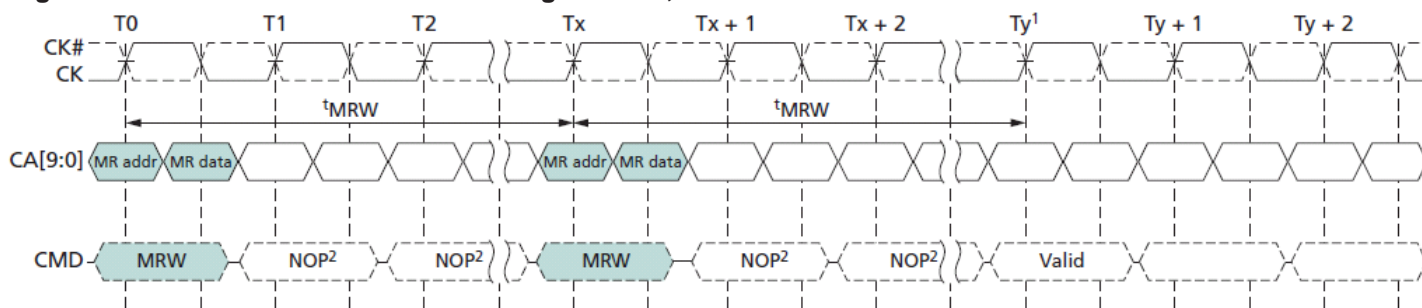 T0 T1 T2 Tx Tx + 1 Tx + 2 Ty¹ Ty + 1 Ty + 2
CK#
CK
ᵗMRW ᵗMRW
CA[9:0] MR addr MR data MR addr MR data
CMD MRW NOP² NOP² MRW NOP² NOP² Valid